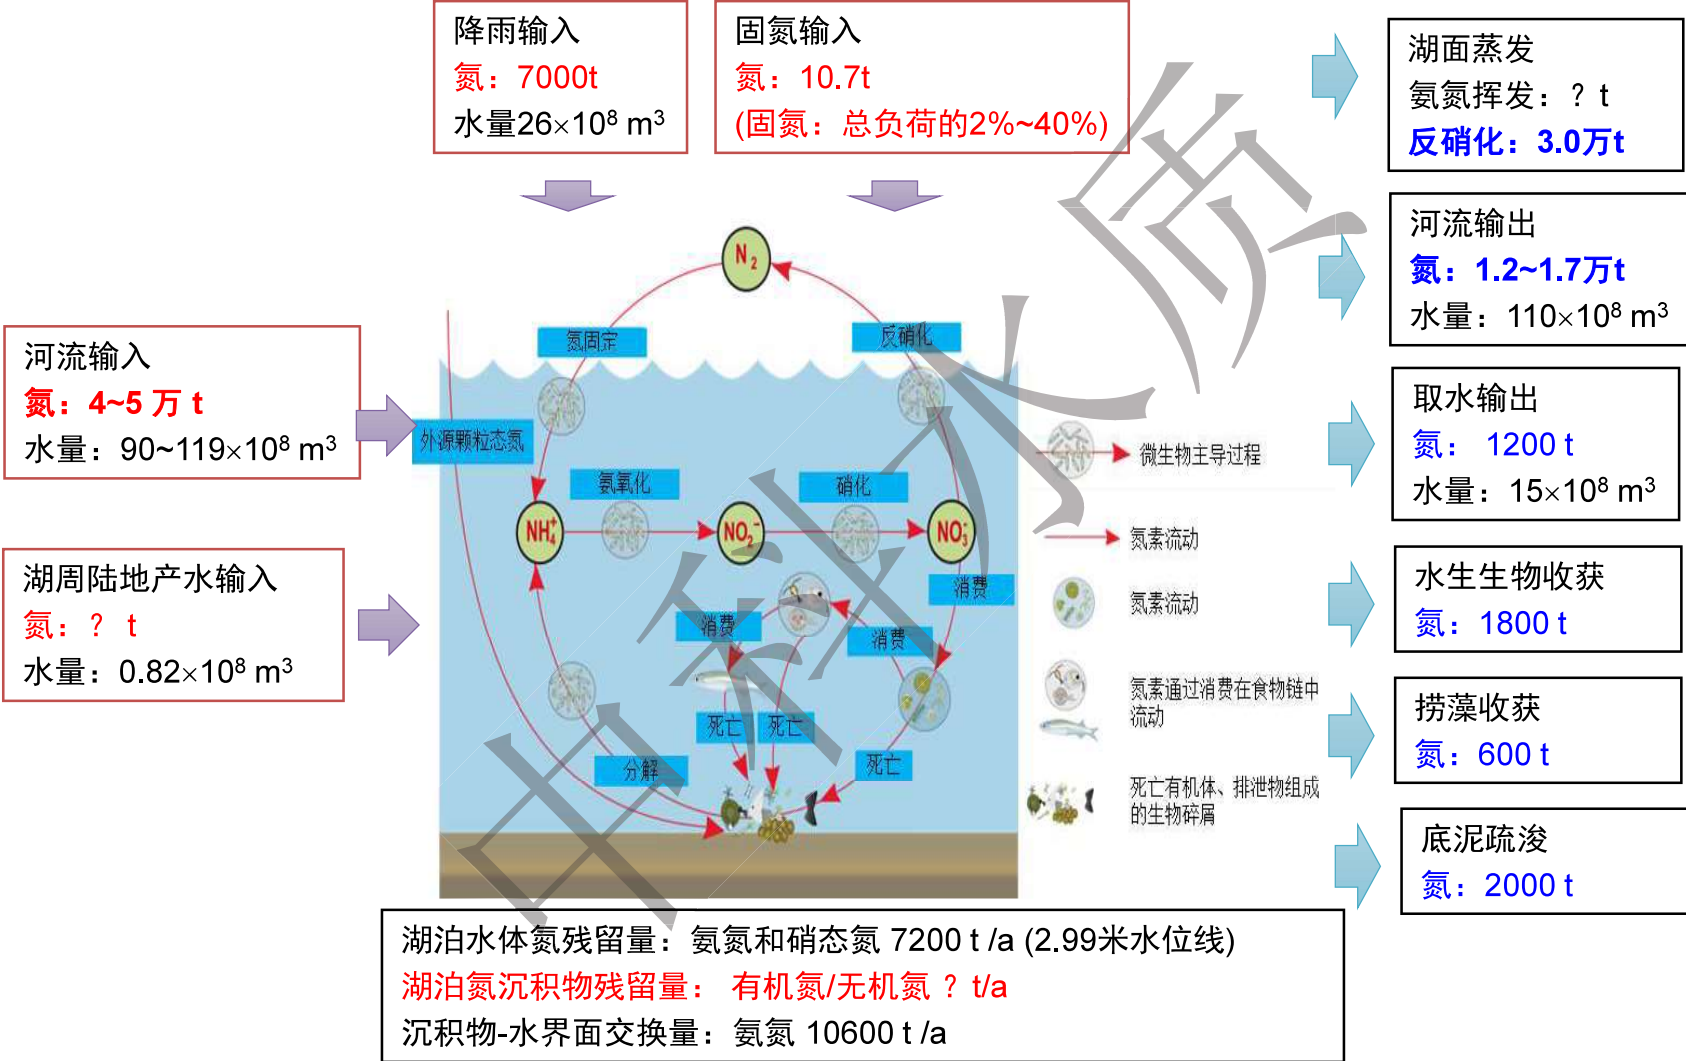 降雨输入
氮：7000t
水量26×10⁸ m³
固氮输入
氮：10.7t
(固氮：总负荷的2%~40%)
湖面蒸发
氨氮挥发：？t
反硝化：3.0万t
河流输出
氮：1.2~1.7万t
水量：110×10⁸ m³
河流输入
氮：4~5 万 t
水量：90~119×10⁸ m³
取水输出
氮： 1200 t
水量：15×10⁸ m³
湖周陆地产水输入
氮：？ t
水量：0.82×10⁸ m³
水生生物收获
氮：1800 t
捞藻收获
氮：600 t
底泥疏浚
氮：2000 t
N₂
氮固定
反硝化
外源颗粒态氮
氨氧化
硝化
NH₄⁺
NO₂⁻
NO₃⁻
消费
消费
消费
死亡
死亡
死亡
分解
微生物主导过程
氮素流动
氮素流动
氮素通过消费在食物链中
流动
死亡有机体、排泄物组成
的生物碎屑
湖泊水体氮残留量：氨氮和硝态氮 7200 t /a (2.99米水位线)
湖泊氮沉积物残留量： 有机氮/无机氮 ？t/a
沉积物-水界面交换量：氨氮 10600 t /a
中科水质